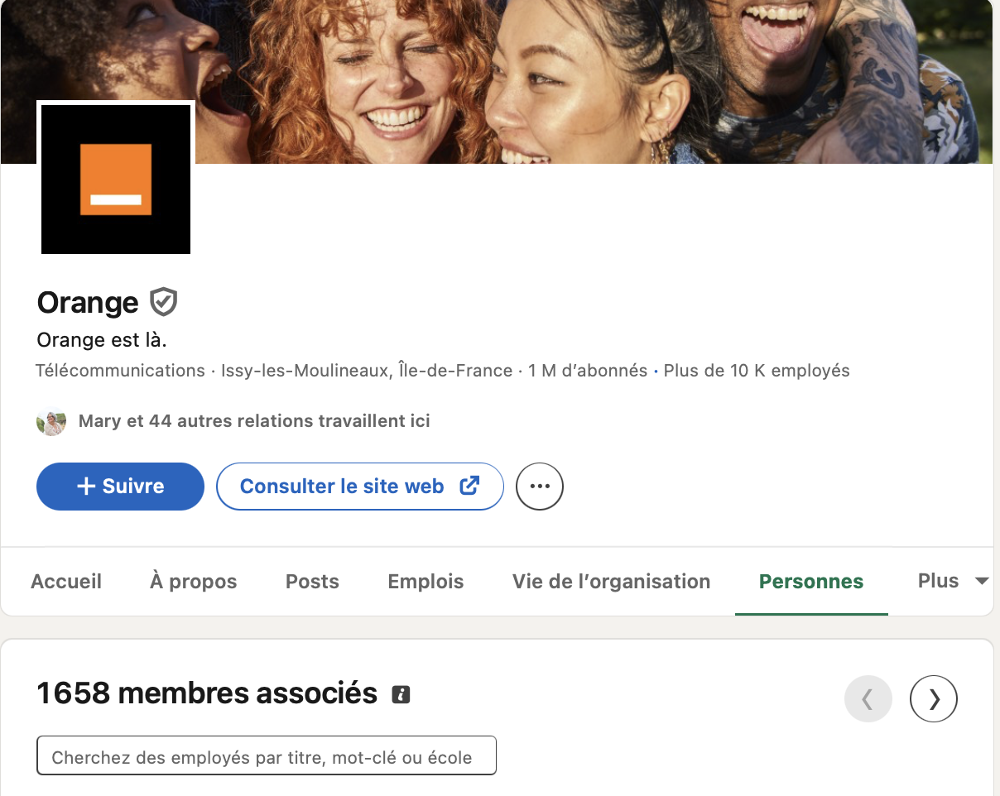 Orange
Orange est là.
Télécommunications · Issy-les-Moulineaux, Île-de-France · 1 M d’abonnés · Plus de 10 K employés
Mary et 44 autres relations travaillent ici
+ Suivre
Consulter le site web
Accueil À propos Posts Emplois Vie de l’organisation Personnes Plus
1658 membres associés
Cherchez des employés par titre, mot-clé ou école